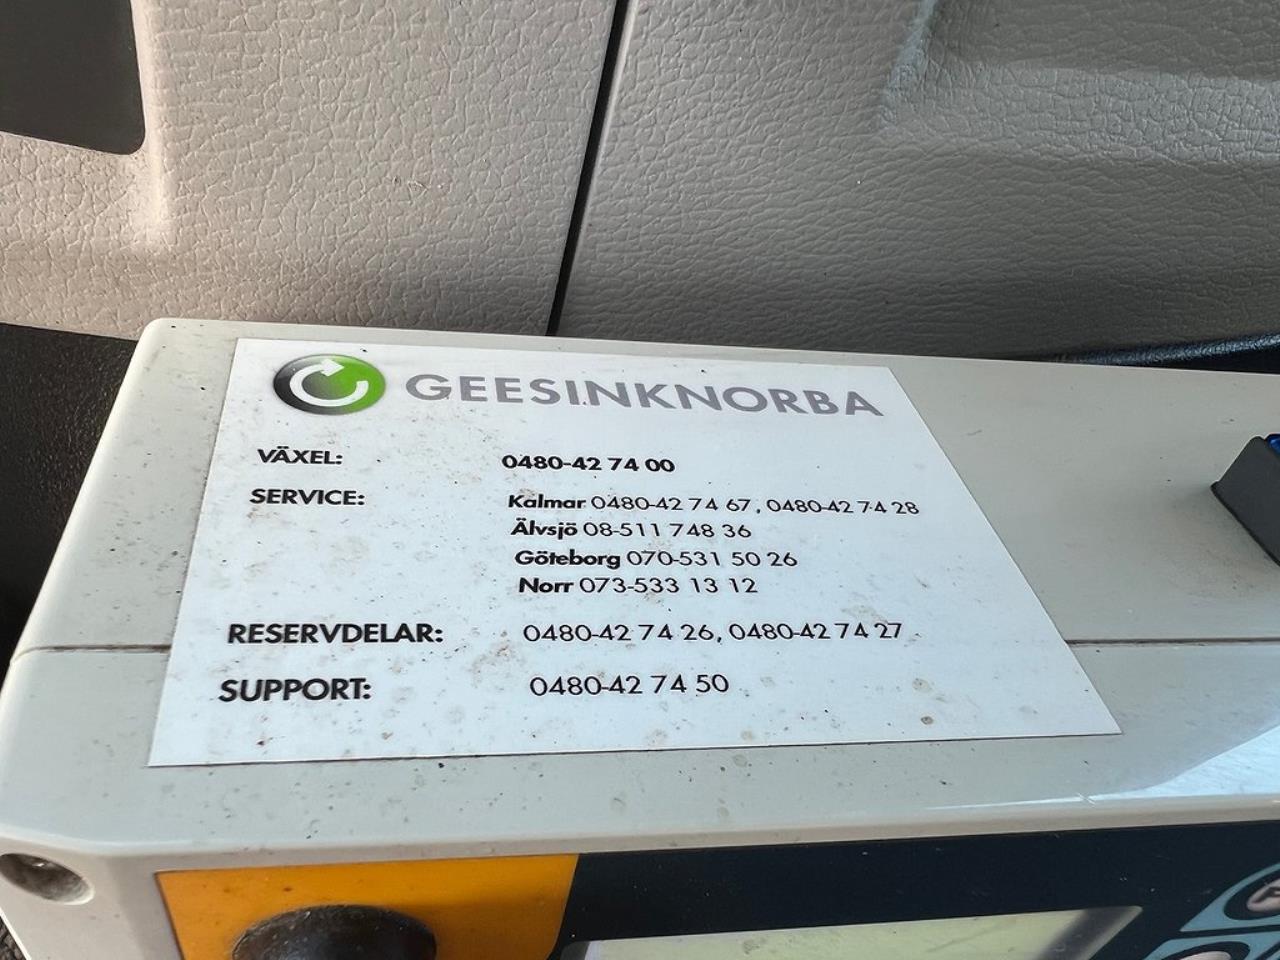 GEESINKNORBA
VÄXEL: 0480-42 74 00
SERVICE: Kalmar 0480-42 74 67, 0480-42 74 28
Älvsjö 08-511 748 36
Göteborg 070-531 50 26
Norr 073-533 13 12
RESERVDELAR: 0480-42 74 26, 0480-42 74 27
SUPPORT: 0480-42 74 50